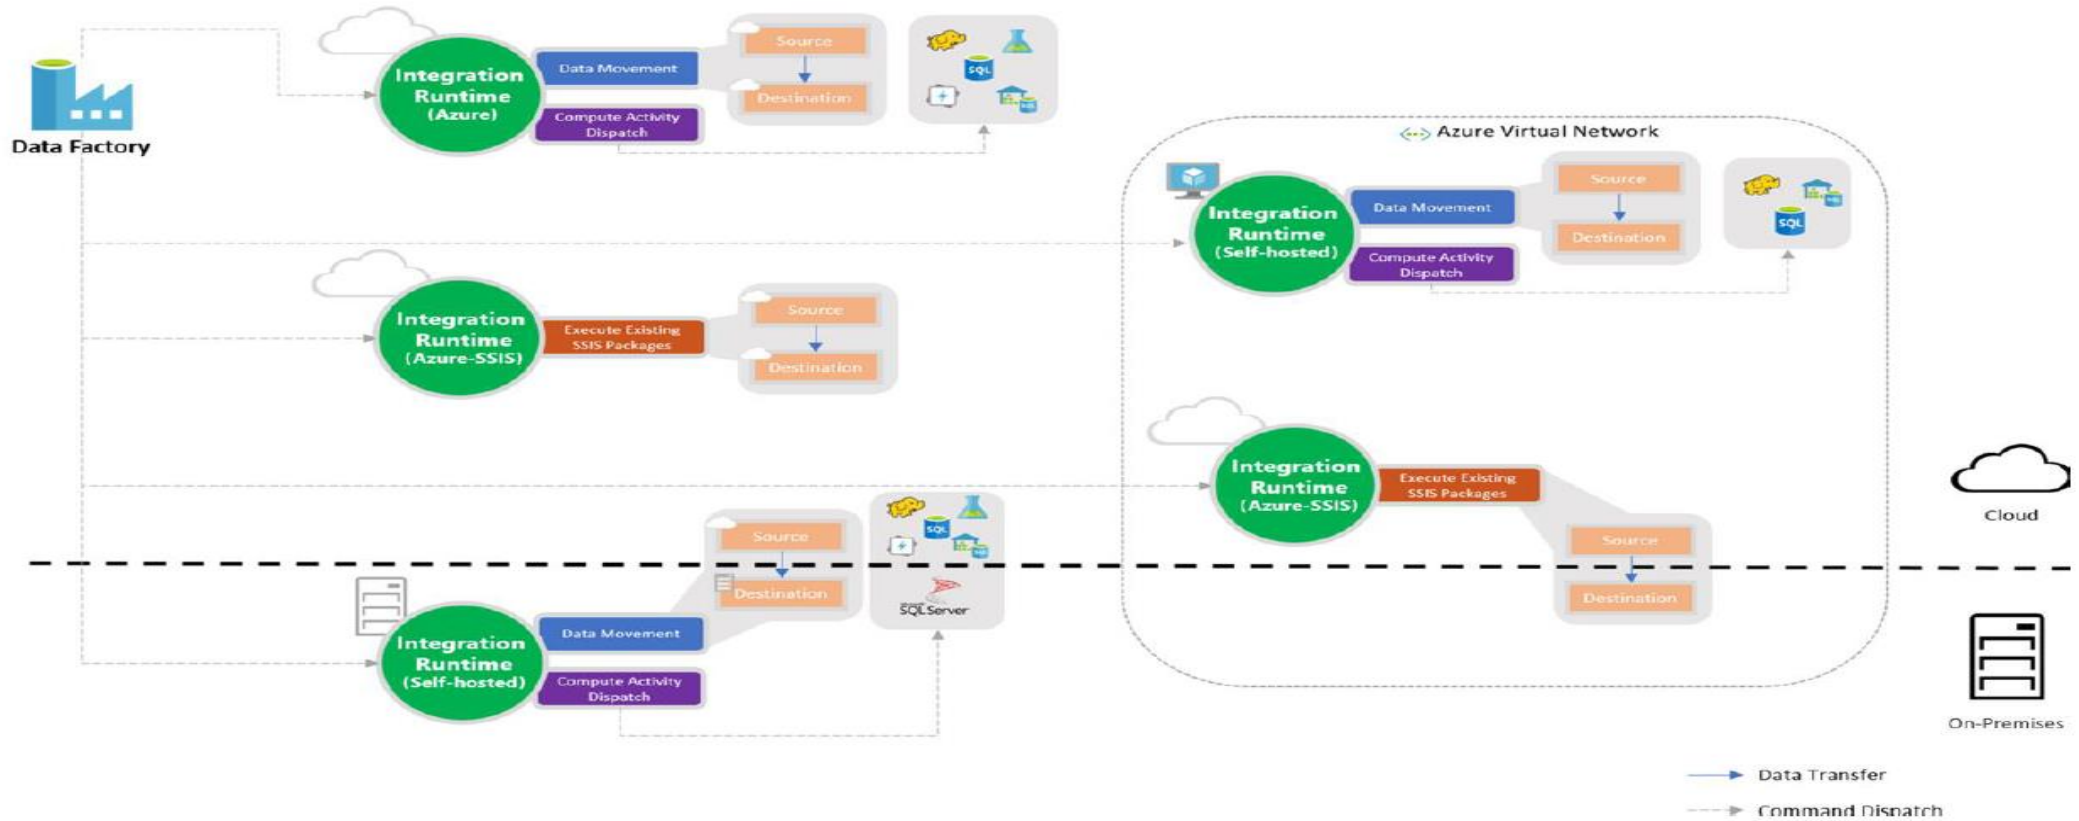 Data Factory
Integration
Runtime
(Azure)
Data Movement
Compute Activity
Dispatch
Source
Destination
SQL
Azure Virtual Network
Integration
Runtime
(Self-hosted)
Data Movement
Compute Activity
Dispatch
Source
Destination
SQL
Integration
Runtime
(Azure-SSIS)
Execute Existing
SSIS Packages
Source
Destination
Integration
Runtime
(Azure-SSIS)
Execute Existing
SSIS Packages
Source
Destination
Cloud
Integration
Runtime
(Self-hosted)
Data Movement
Compute Activity
Dispatch
Source
Destination
SQL
SQL Server
On-Premises
Data Transfer
Command Dispatch